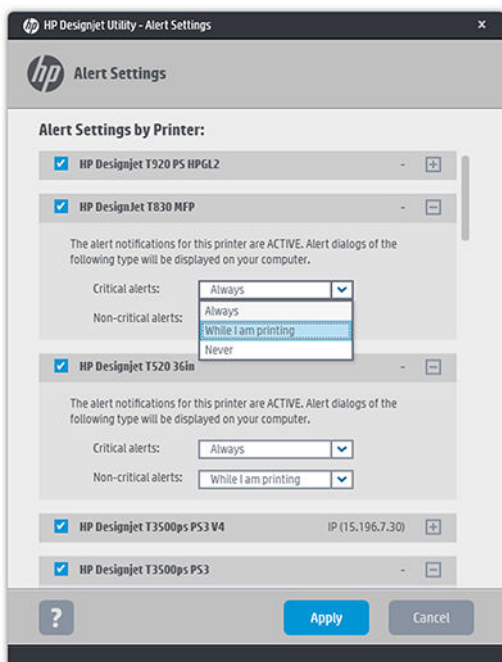 HP Designjet Utility - Alert Settings x
hp Alert Settings
Alert Settings by Printer:
HP Designjet T920 PS HPGL2 - +
HP DesignJet T830 MFP - -
The alert notifications for this printer are ACTIVE. Alert dialogs of the
following type will be displayed on your computer.
Critical alerts: Always
Always
Non-critical alerts:
While I am printing
Never
HP Designjet T520 36in - -
The alert notifications for this printer are ACTIVE. Alert dialogs of the
following type will be displayed on your computer.
Critical alerts: Always
Non-critical alerts: While I am printing
HP Designjet T3500ps PS3 V4 IP (15.196.7.30) +
HP Designjet T3500ps PS3 - -
? Apply Cancel